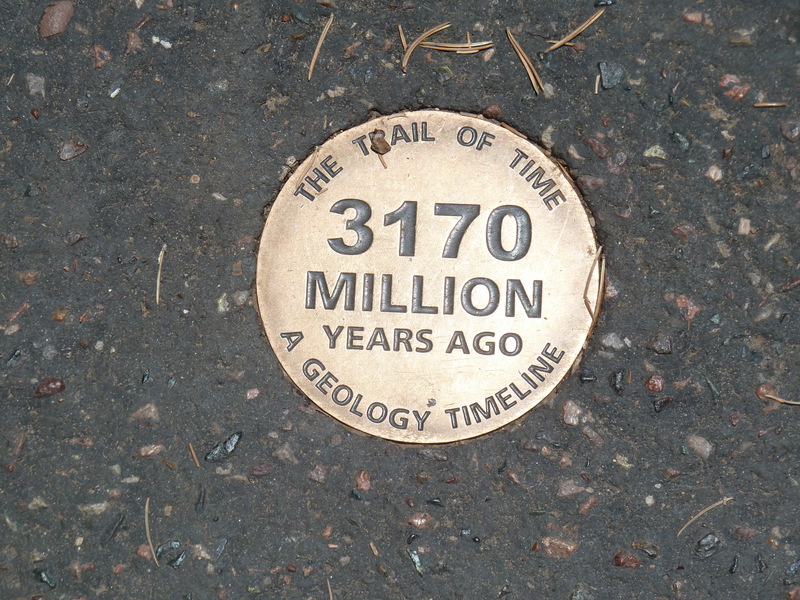 THE TRAIL OF TIME
3170
MILLION
YEARS AGO
A GEOLOGY TIMELINE